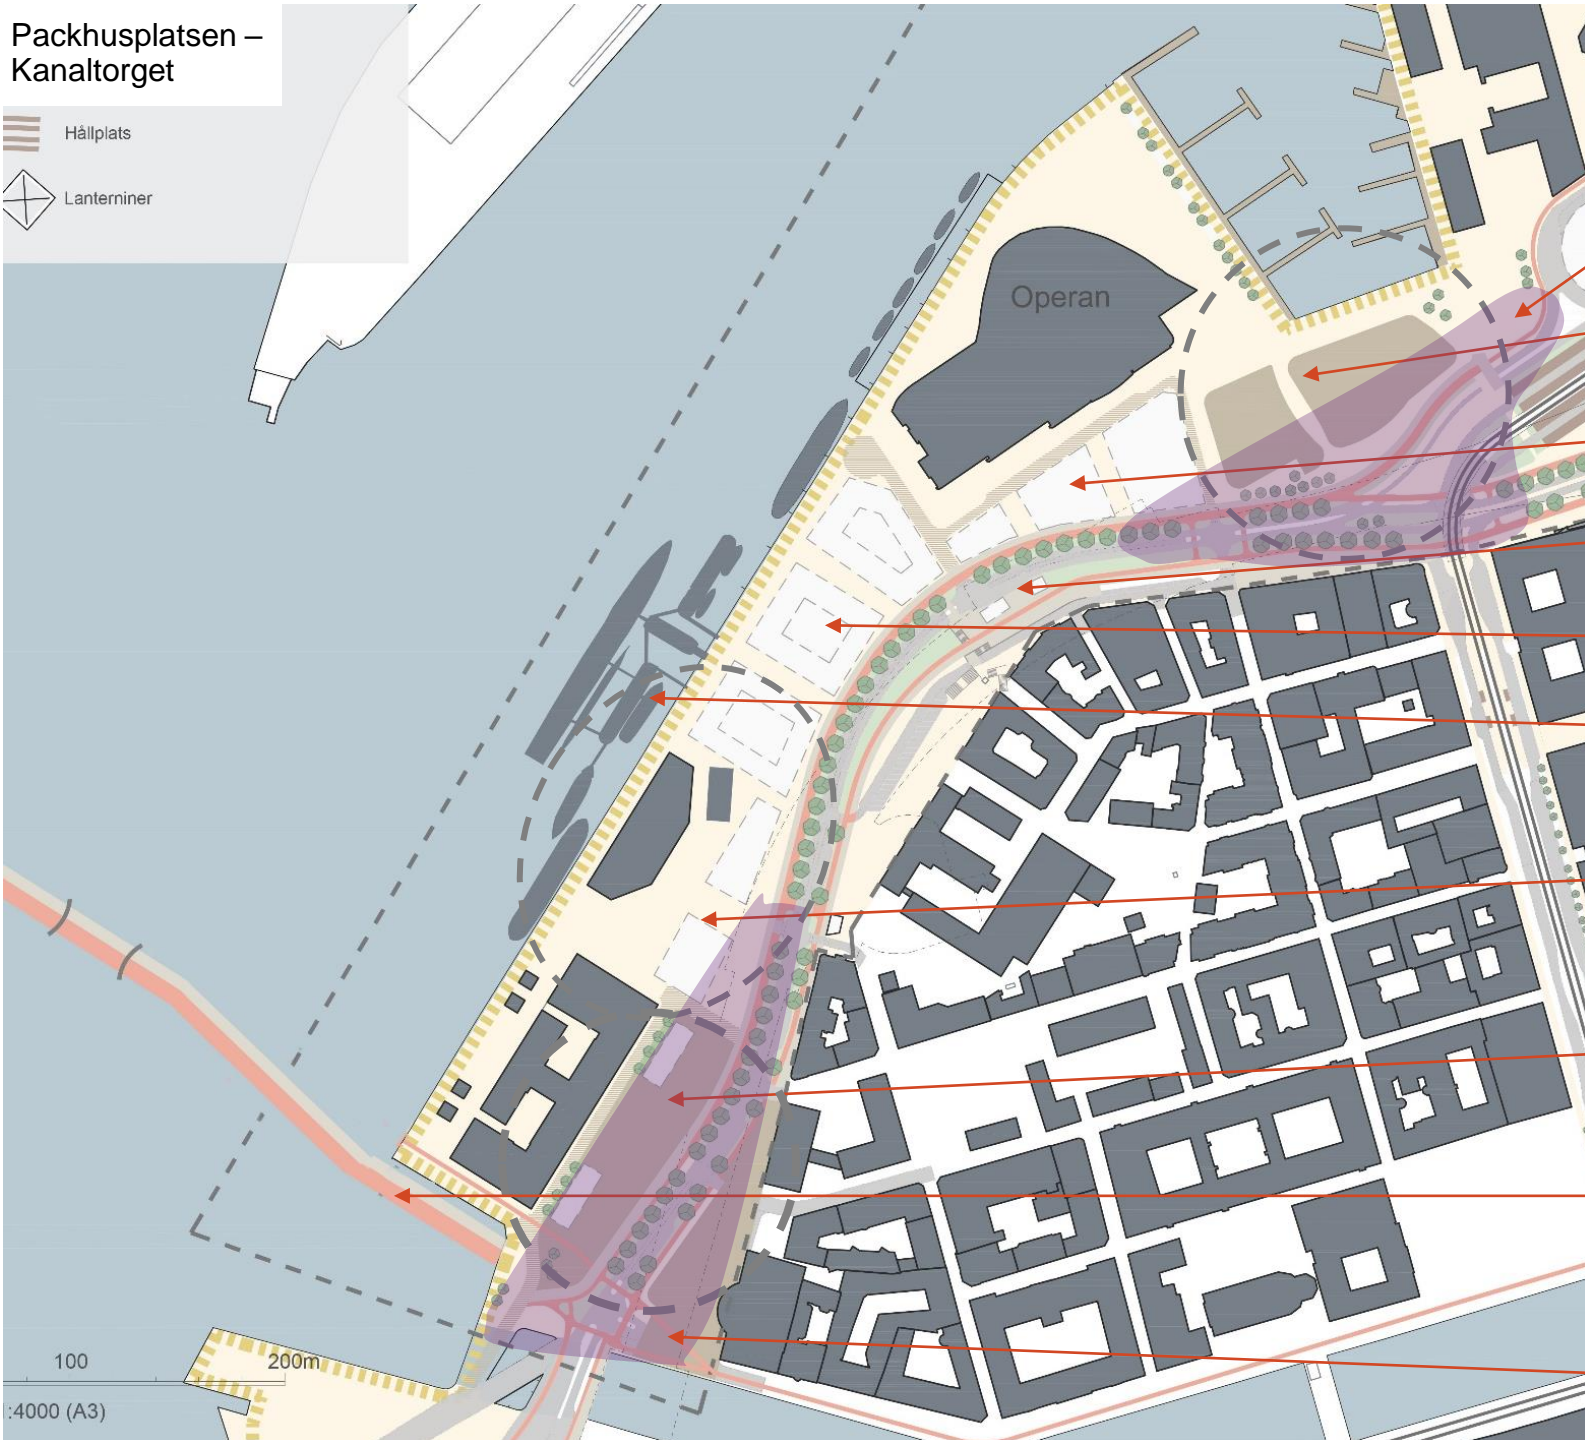 Packhusplatsen –
Kanaltorget
Hållplats
Lanterniner
Operan
100
200m
:4000 (A3)